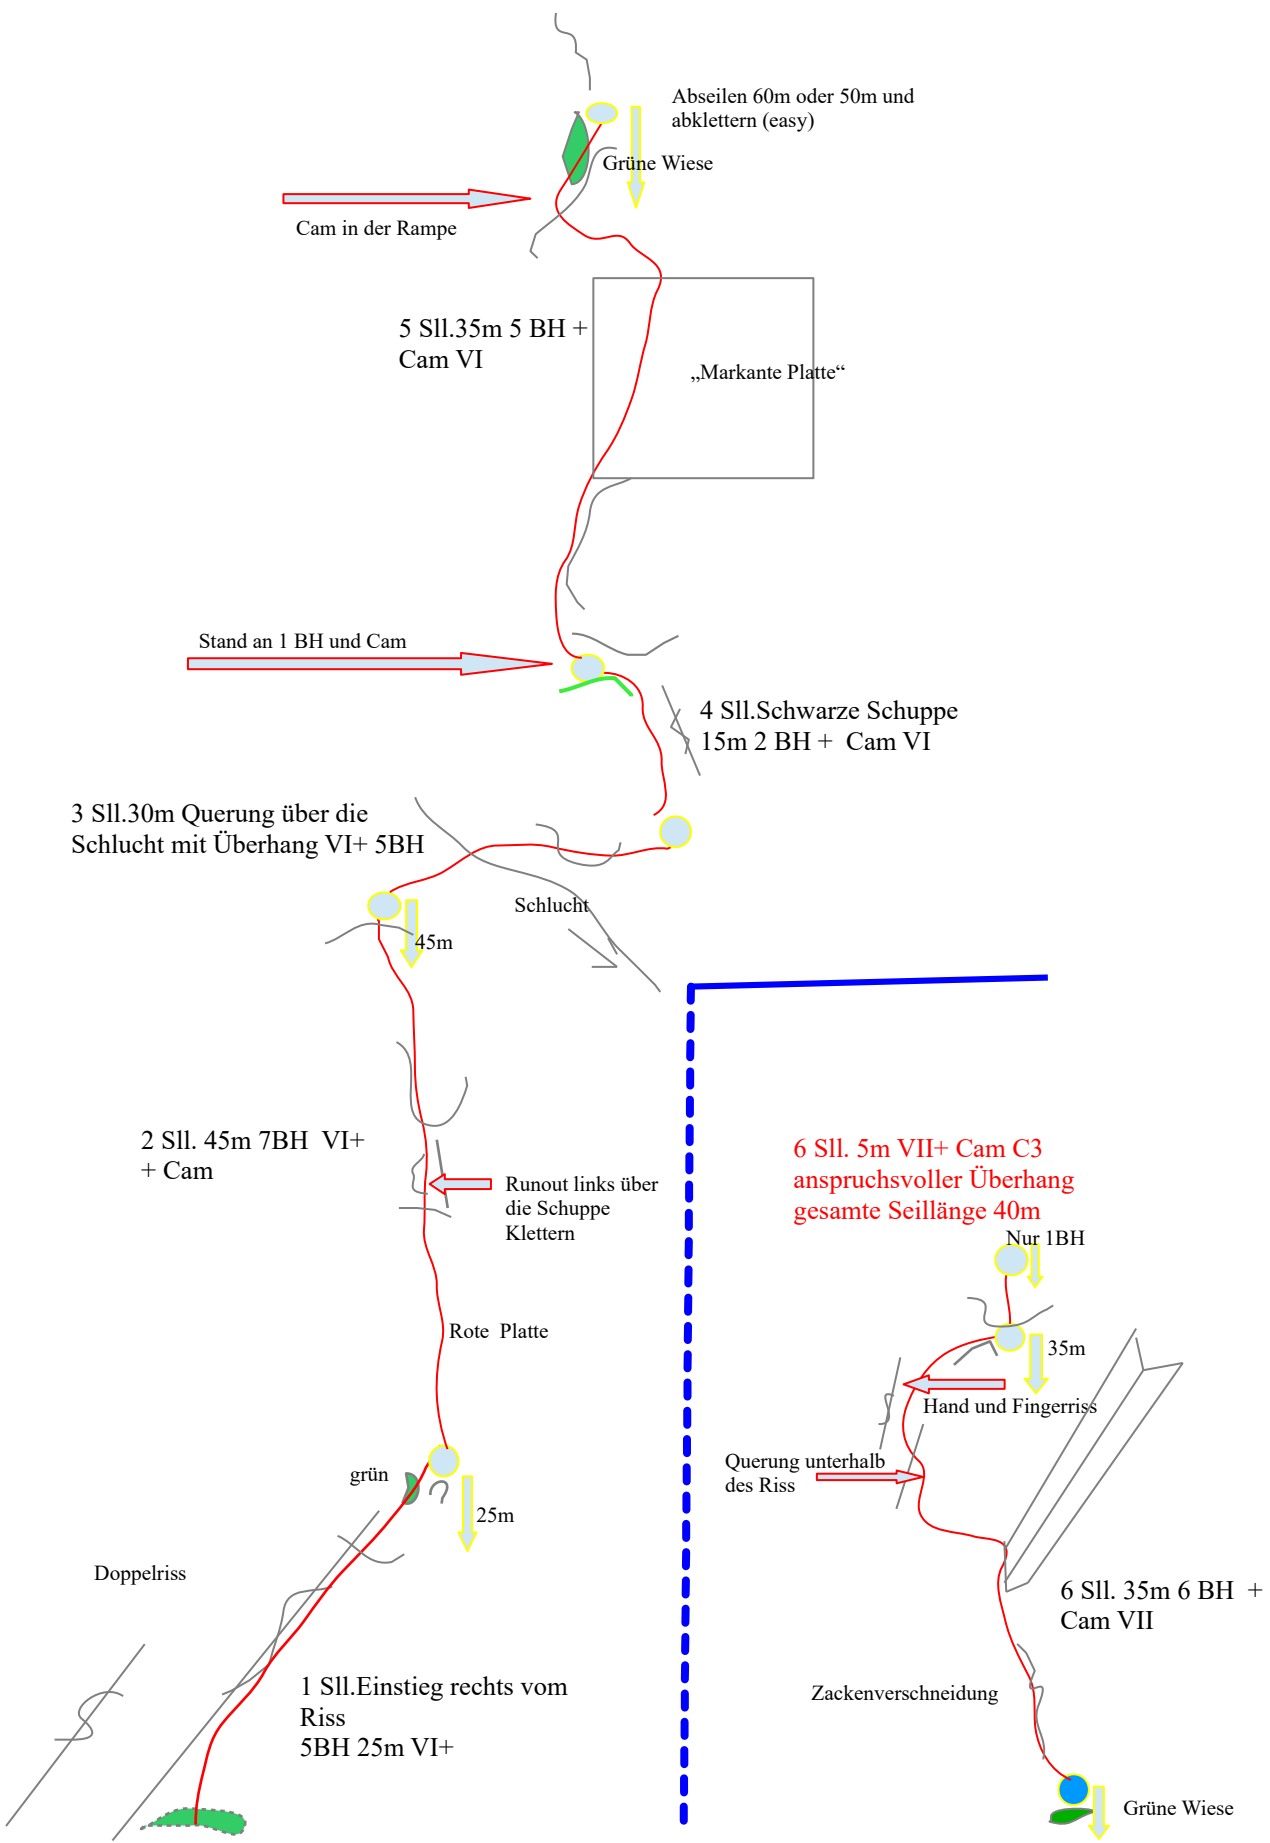 Abseilen 60m oder 50m und
abklettern (easy)
Grüne Wiese
Cam in der Rampe
5 Sll.35m 5 BH +
Cam VI
„Markante Platte“
Stand an 1 BH und Cam
4 Sll.Schwarze Schuppe
15m 2 BH +  Cam VI
3 Sll.30m Querung über die
Schlucht mit Überhang VI+ 5BH
Schlucht
45m
2 Sll. 45m 7BH  VI+
+ Cam
Runout links über
die Schuppe
Klettern
Rote  Platte
grün
25m
Doppelriss
1 Sll.Einstieg rechts vom
Riss
5BH 25m VI+
6 Sll. 5m VII+ Cam C3
anspruchsvoller Überhang
gesamte Seillänge 40m
Nur 1BH
35m
Hand und Fingerriss
Querung unterhalb
des Riss
6 Sll. 35m 6 BH  +
Cam VII
Zackenverschneidung
Grüne Wiese